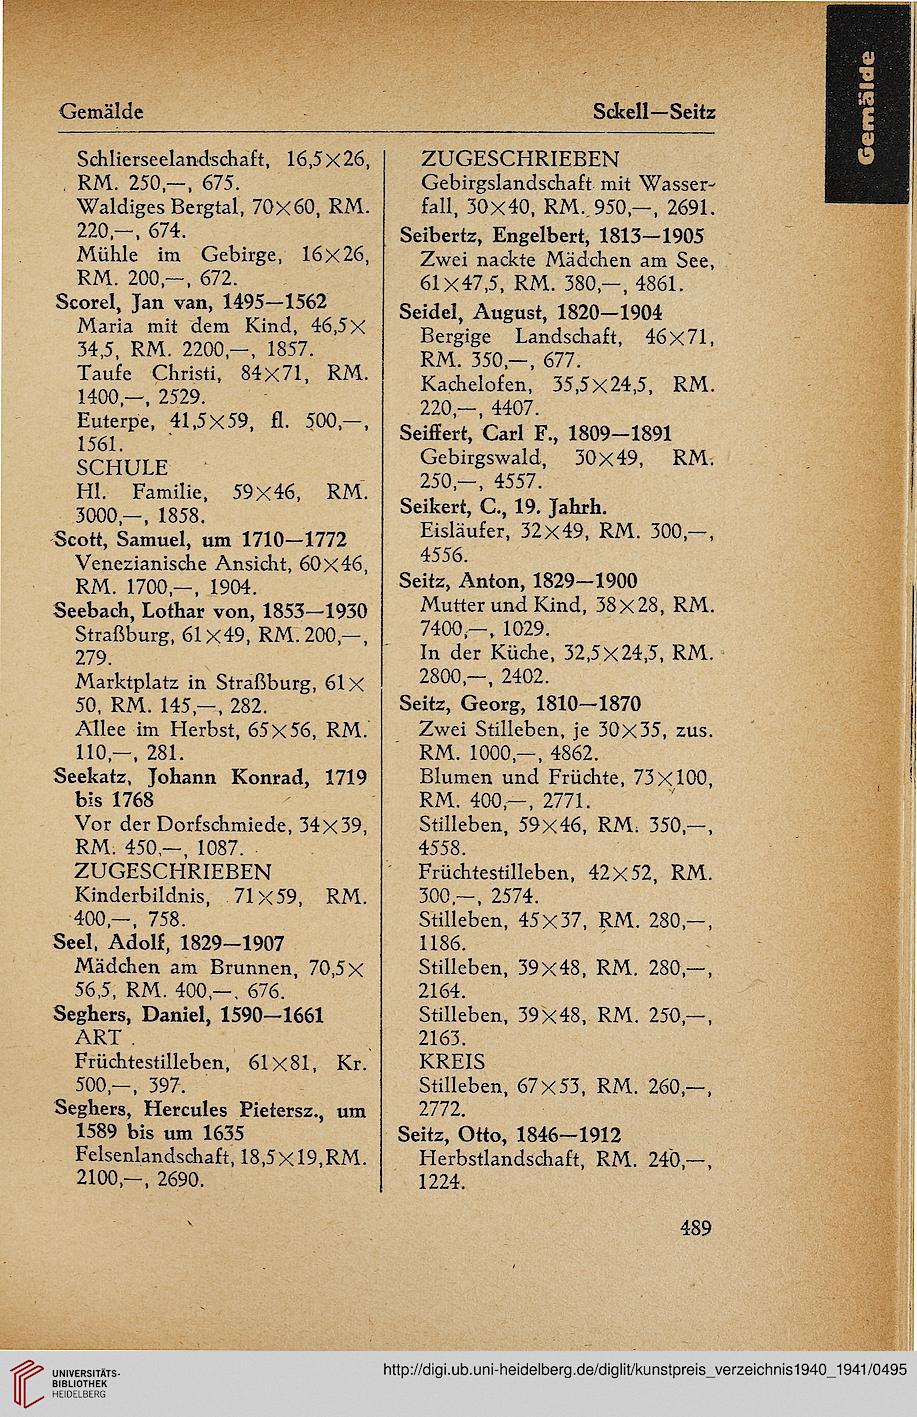 Gemälde
Sckell—Seitz
Gemälde
Schlierseelandschaft, 16,5×26,
RM. 250,—, 675.
Waldiges Bergtal, 70×60, RM.
220,—, 674.
Mühle im Gebirge, 16×26,
RM. 200,—, 672.
Scorel, Jan van, 1495—1562
Maria mit dem Kind, 46,5×
34,5, RM. 2200,—, 1857.
Taufe Christi, 84×71, RM.
1400,—, 2529.
Euterpe, 41,5×59, fl. 500,—,
1561.
SCHULE
Hl. Familie, 59×46, RM.
3000,—, 1858.
Scott, Samuel, um 1710—1772
Venezianische Ansicht, 60×46,
RM. 1700,—, 1904.
Seebach, Lothar von, 1853—1930
Straßburg, 61×49, RM. 200,—,
279.
Marktplatz in Straßburg, 61×
50, RM. 145,—, 282.
Allee im Herbst, 65×56, RM.
110,—, 281.
Seekatz, Johann Konrad, 1719
bis 1768
Vor der Dorfschmiede, 34×39,
RM. 450,—, 1087.
ZUGESCHRIEBEN
Kinderbildnis, 71×59, RM.
400,—, 758.
Seel, Adolf, 1829—1907
Mädchen am Brunnen, 70,5×
56,5, RM. 400,—, 676.
Seghers, Daniel, 1590—1661
ART
Früchtestilleben, 61×81, Kr.
500,—, 397.
Seghers, Hercules Pietersz., um
1589 bis um 1635
Felsenlandschaft, 18,5×19, RM.
2100,—, 2690.
ZUGESCHRIEBEN
Gebirgslandschaft mit Wasser-
fall, 30×40, RM. 950,—, 2691.
Seibertz, Engelbert, 1813—1905
Zwei nackte Mädchen am See,
61×47,5, RM. 380,—, 4861.
Seidel, August, 1820—1904
Bergige Landschaft, 46×71,
RM. 350,—, 677.
Kachelofen, 35,5×24,5, RM.
220,—, 4407.
Seiffert, Carl F., 1809—1891
Gebirgswald, 30×49, RM.
250,—, 4557.
Seikert, C., 19. Jahrh.
Eisläufer, 32×49, RM. 300,—,
4556.
Seitz, Anton, 1829—1900
Mutter und Kind, 38×28, RM.
7400,—, 1029.
In der Küche, 32,5×24,5, RM.
2800,—, 2402.
Seitz, Georg, 1810—1870
Zwei Stilleben, je 30×35, zus.
RM. 1000,—, 4862.
Blumen und Früchte, 73×100,
RM. 400,—, 2771.
Stilleben, 59×46, RM. 350,—,
4558.
Früchtestilleben, 42×52, RM.
300,—, 2574.
Stilleben, 45×37, RM. 280,—,
1186.
Stilleben, 39×48, RM. 280,—,
2164.
Stilleben, 39×48, RM. 250,—,
2163.
KREIS
Stilleben, 67×53, RM. 260,—,
2772.
Seitz, Otto, 1846—1912
Herbstlandschaft, RM. 240,—,
1224.
489
UNIVERSITÄTS-
BIBLIOTHEK
HEIDELBERG
http://digi.ub.uni-heidelberg.de/diglit/kunstpreis_verzeichnis1940_1941/0495